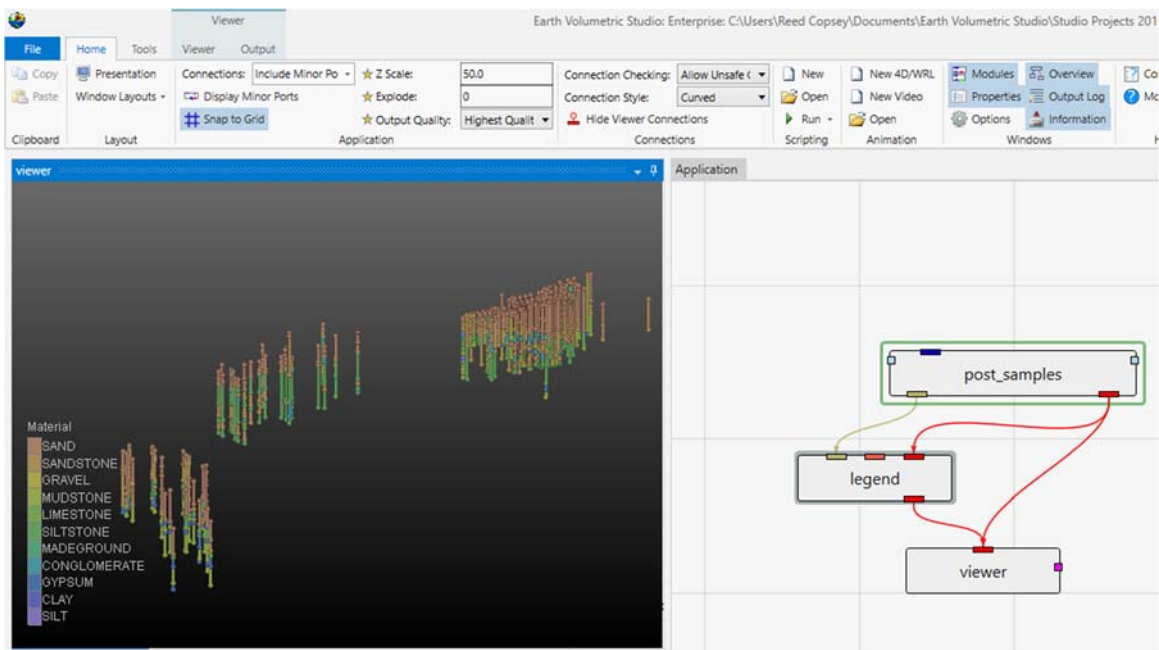 Viewer
Earth Volumetric Studio: Enterprise: C:\Users\Reed Copsey\Documents\Earth Volumetric Studio\Studio Projects 201
File Home Tools Viewer Output
Copy Presentation Connections: Include Minor Po Z Scale: 50.0 Connection Checking: Allow Unsafe ( New New 4D/WRL Modules Overview Co
Paste Window Layouts Display Minor Ports Explode: 0 Connection Style: Curved Open New Video Properties Output Log Mo
Snap to Grid Output Quality: Highest Qualit Hide Viewer Connections Run Open Options Information
Clipboard Layout Application Connections Scripting Animation Windows H
viewer Application
post_samples
legend
viewer
Material
SAND
SANDSTONE
GRAVEL
MUDSTONE
LIMESTONE
SILTSTONE
MADEGROUND
CONGLOMERATE
GYPSUM
CLAY
SILT